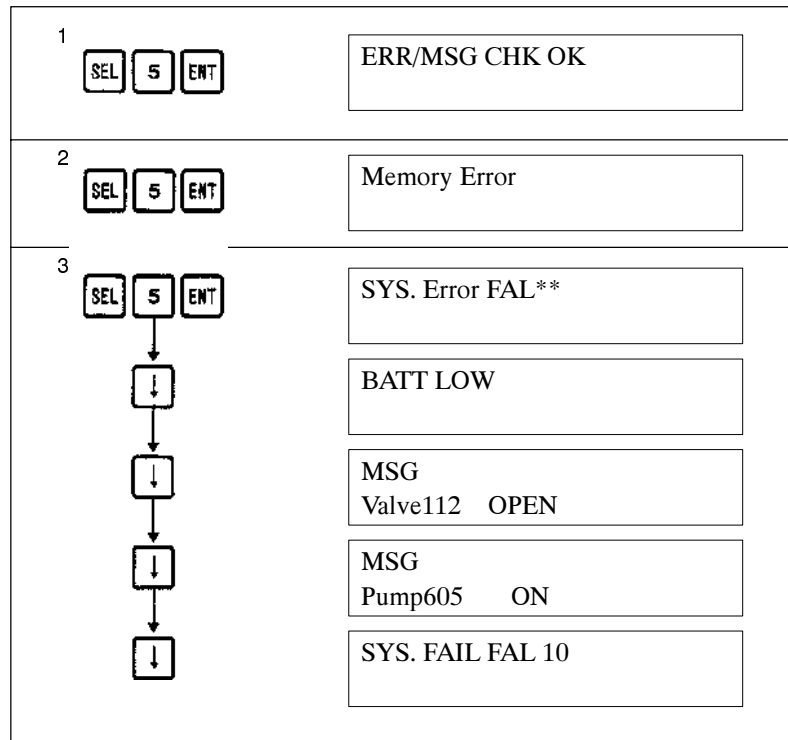 1
SEL 5 ENT
ERR/MSG CHK OK
2
SEL 5 ENT
Memory Error
3
SEL 5 ENT
SYS. Error FAL**
↓
BATT LOW
↓
MSG
Valve112 OPEN
↓
MSG
Pump605 ON
↓
SYS. FAIL FAL 10